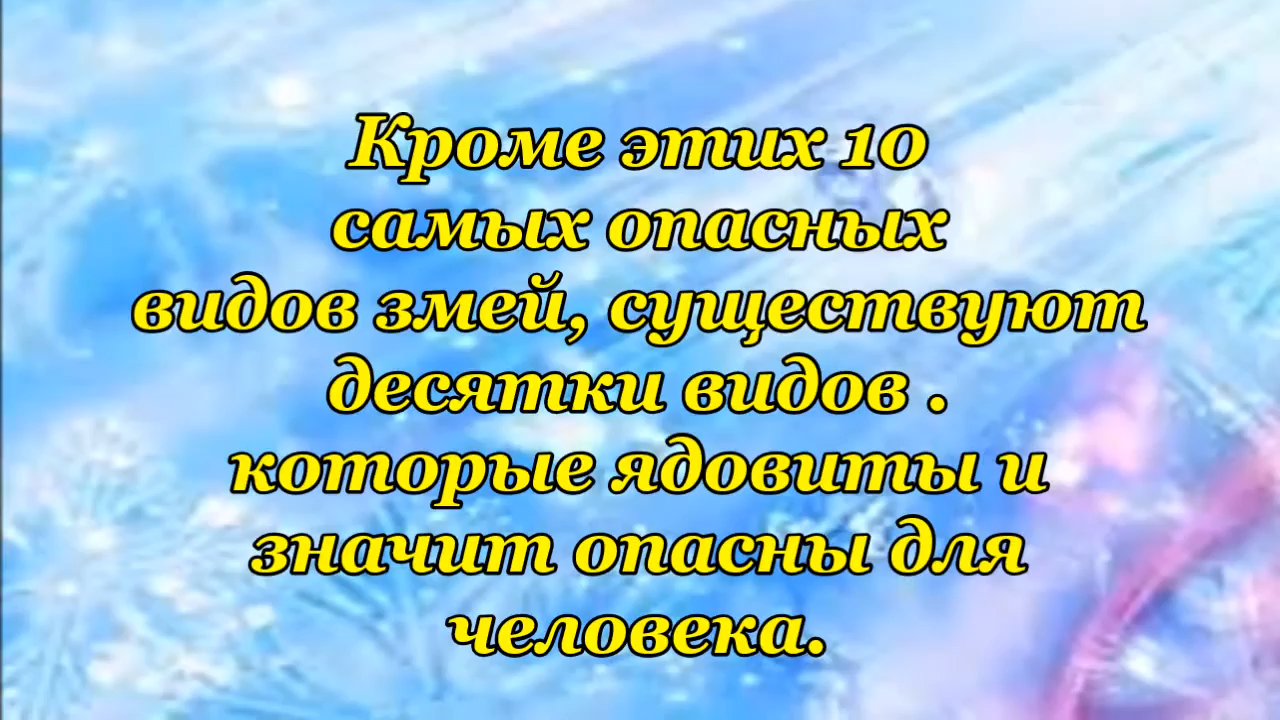 Кроме этих 10
самых опасных
видов змей, существуют
десятки видов .
которые ядовиты и
значит опасны для
человека.